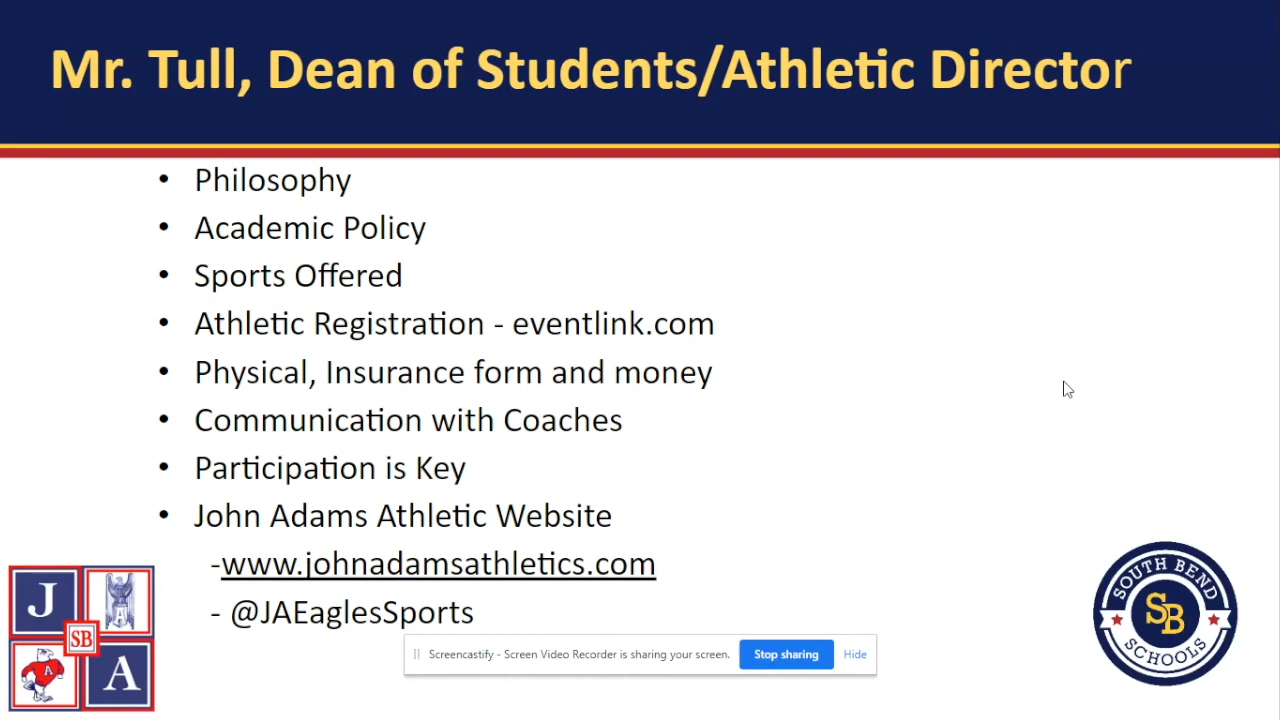 Mr. Tull, Dean of Students/Athletic Director
• Philosophy
• Academic Policy
• Sports Offered
• Athletic Registration - eventlink.com
• Physical, Insurance form and money
• Communication with Coaches
• Participation is Key
• John Adams Athletic Website
-www.johnadamsathletics.com
- @JAEaglesSports
Screencastify - Screen Video Recorder is sharing your screen. Stop sharing Hide
J
SB
A
A
SOUTH BEND
SB
SCHOOLS